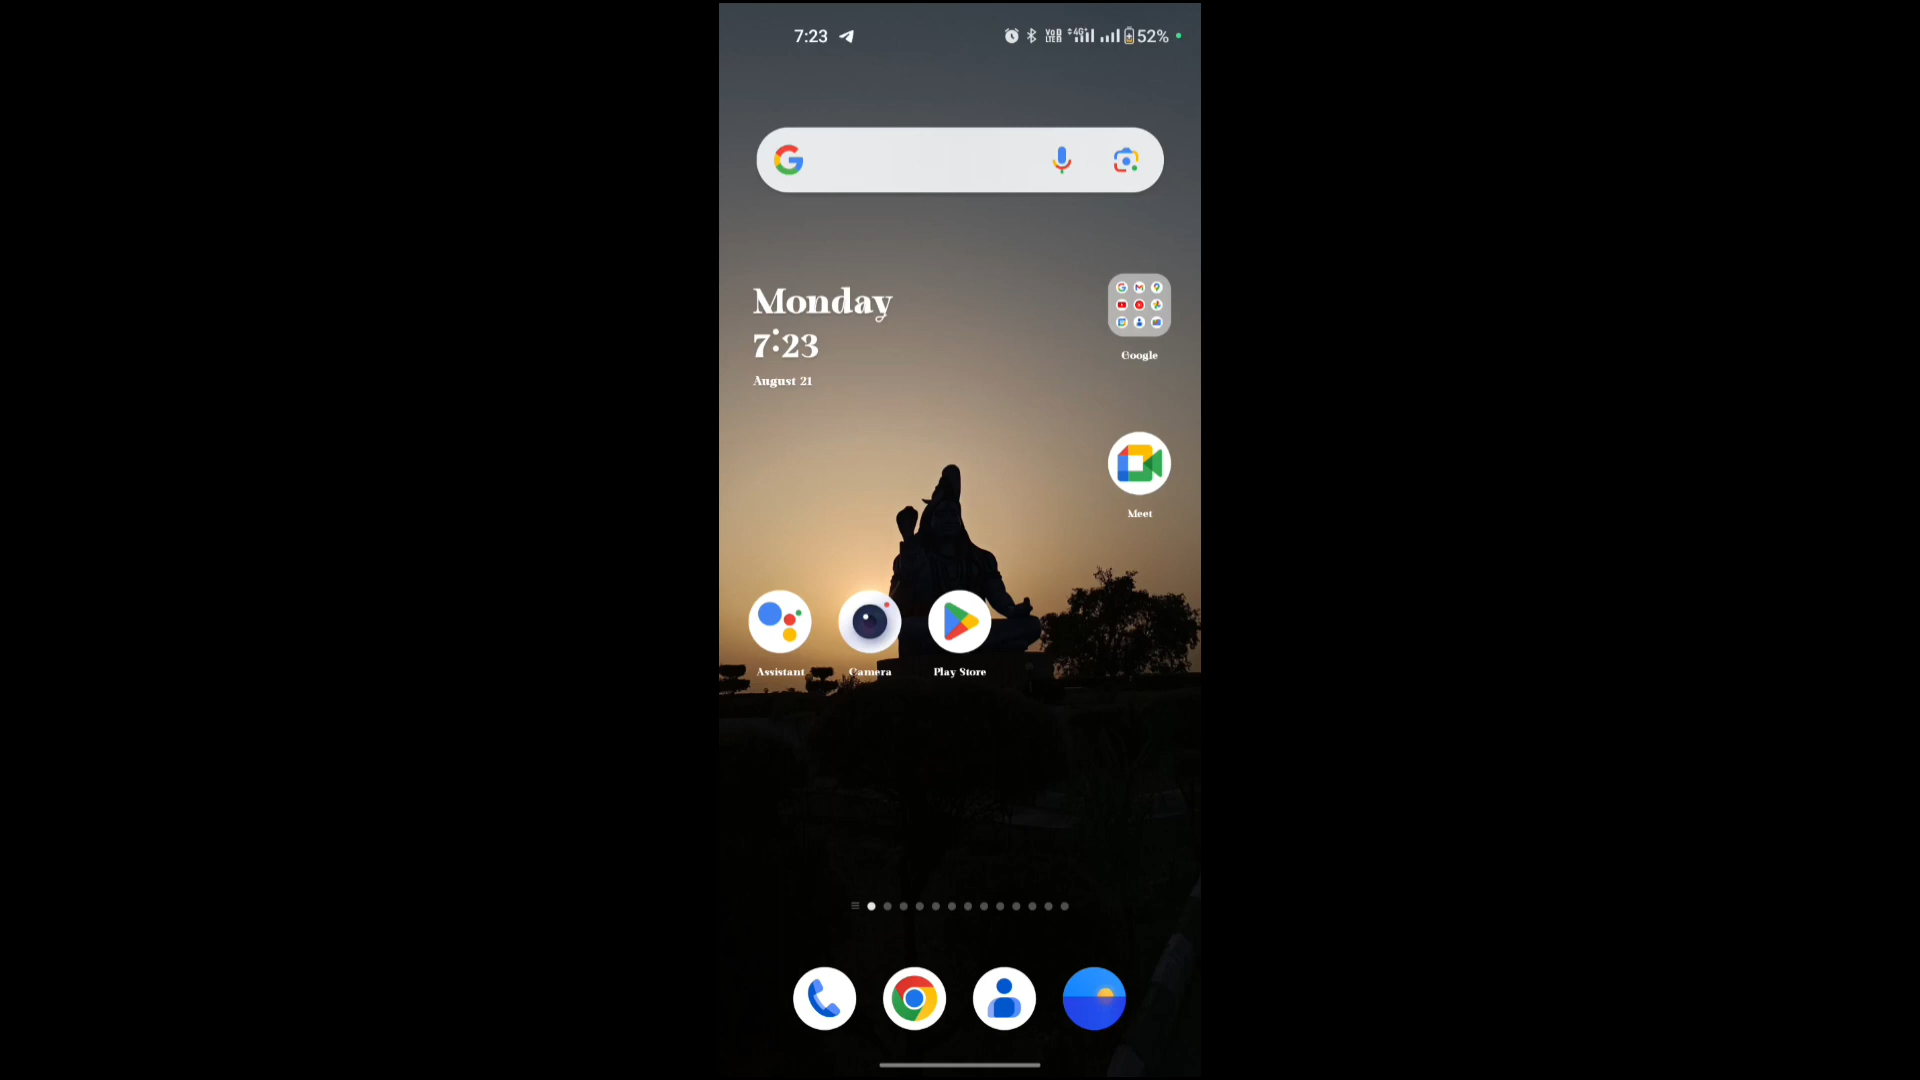 7:23
52%
Monday
7:23
August 21
Google
Meet
Assistant
Camera
Play Store